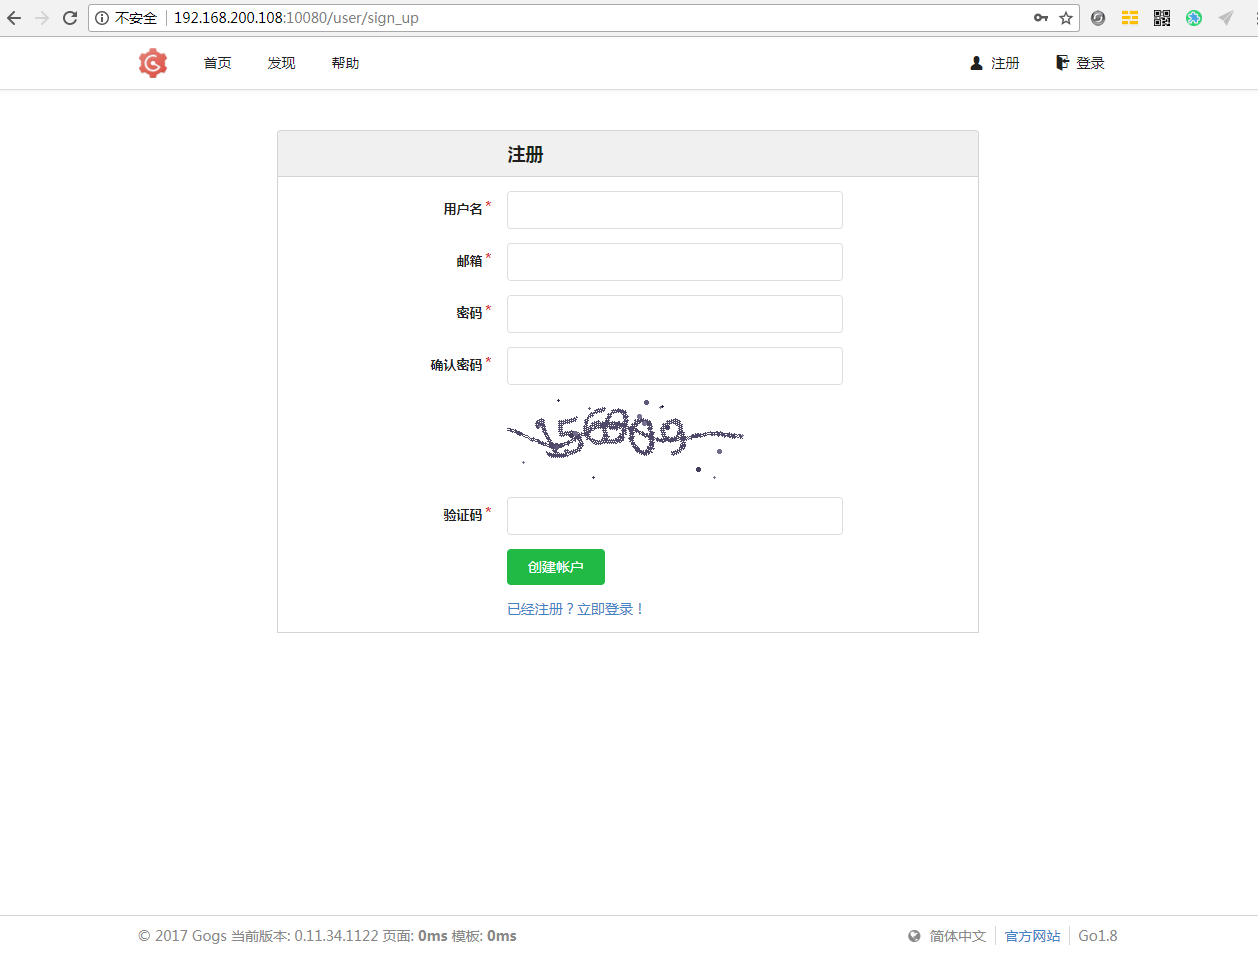 不安全 192.168.200.108:10080/user/sign_up
首页 发现 帮助 注册 登录
注册
用户名 *
邮箱 *
密码 *
确认密码 *
验证码 *
创建帐户
已经注册？立即登录！
© 2017 Gogs 当前版本: 0.11.34.1122 页面: 0ms 模板: 0ms 简体中文 官方网站 Go1.8